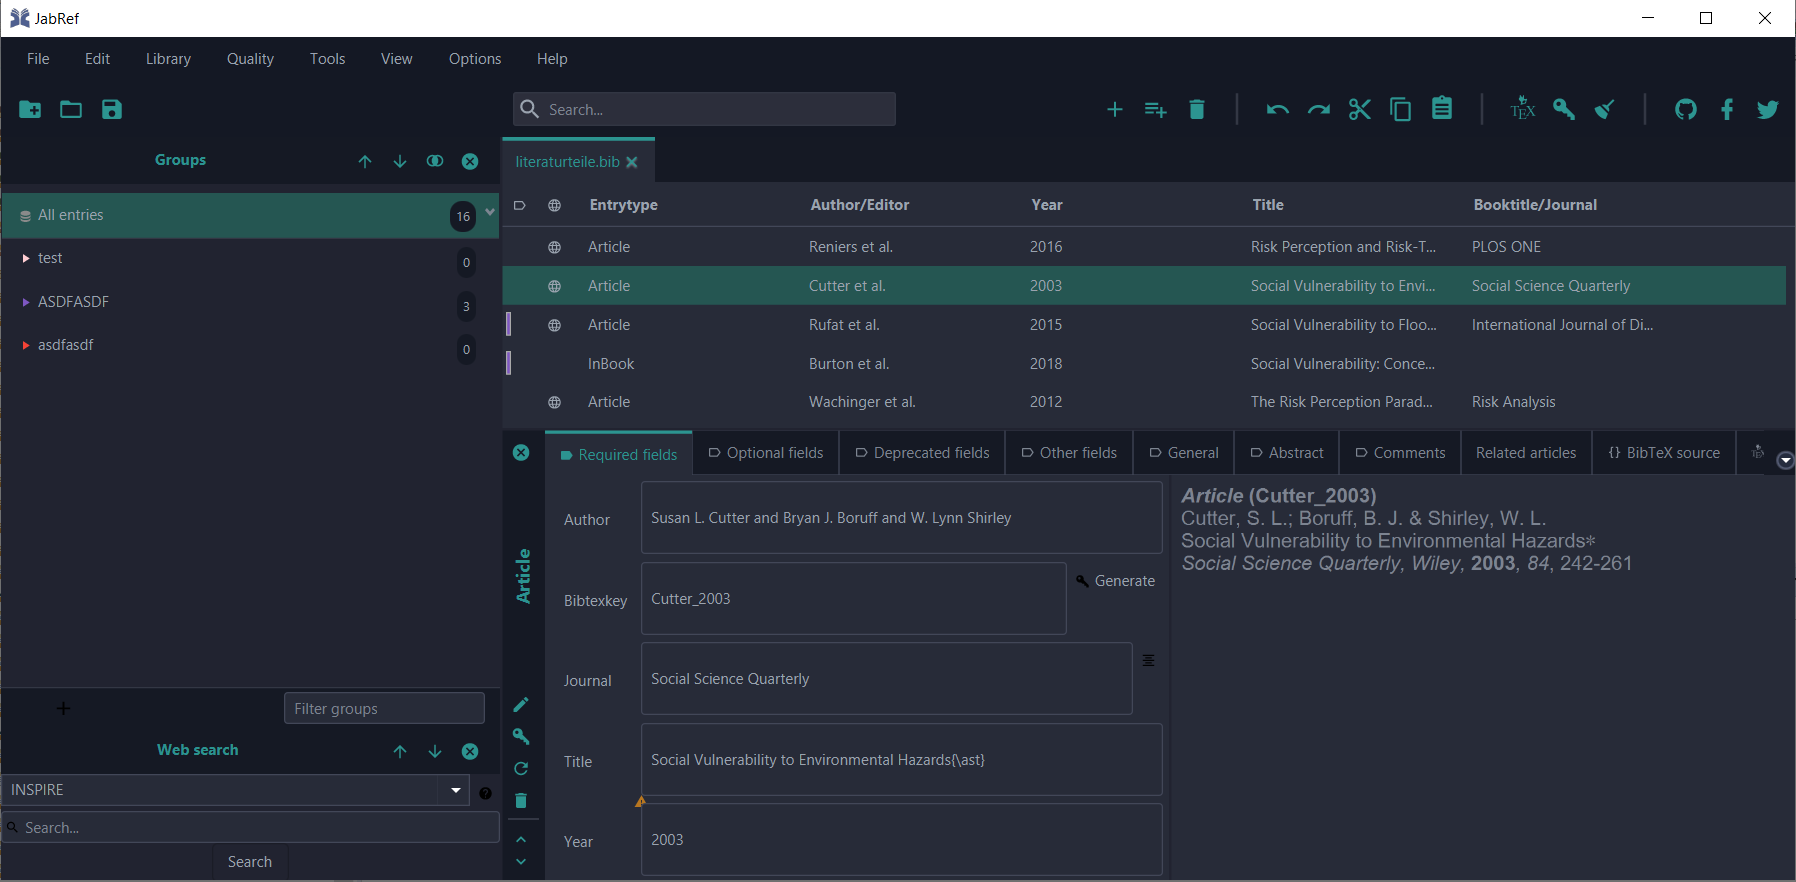 JabRef
File Edit Library Quality Tools View Options Help
Search...
TEX
Groups
All entries 16
test 0
ASDFASDF 3
asdfasdf 0
Filter groups
Web search
INSPIRE
Search...
Search
literaturteile.bib
Entrytype Author/Editor Year Title Booktitle/Journal
Article Reniers et al. 2016 Risk Perception and Risk-T... PLOS ONE
Article Cutter et al. 2003 Social Vulnerability to Envi... Social Science Quarterly
Article Rufat et al. 2015 Social Vulnerability to Floo... International Journal of Di...
InBook Burton et al. 2018 Social Vulnerability: Conce...
Article Wachinger et al. 2012 The Risk Perception Parad... Risk Analysis
Required fields Optional fields Deprecated fields Other fields General Abstract Comments Related articles {} BibTeX source
Article
Author Susan L. Cutter and Bryan J. Boruff and W. Lynn Shirley
Bibtexkey Cutter_2003 Generate
Journal Social Science Quarterly
Title Social Vulnerability to Environmental Hazards{\ast}
Year 2003
Article (Cutter_2003)
Cutter, S. L.; Boruff, B. J. & Shirley, W. L.
Social Vulnerability to Environmental Hazards∗
Social Science Quarterly, Wiley, 2003, 84, 242-261